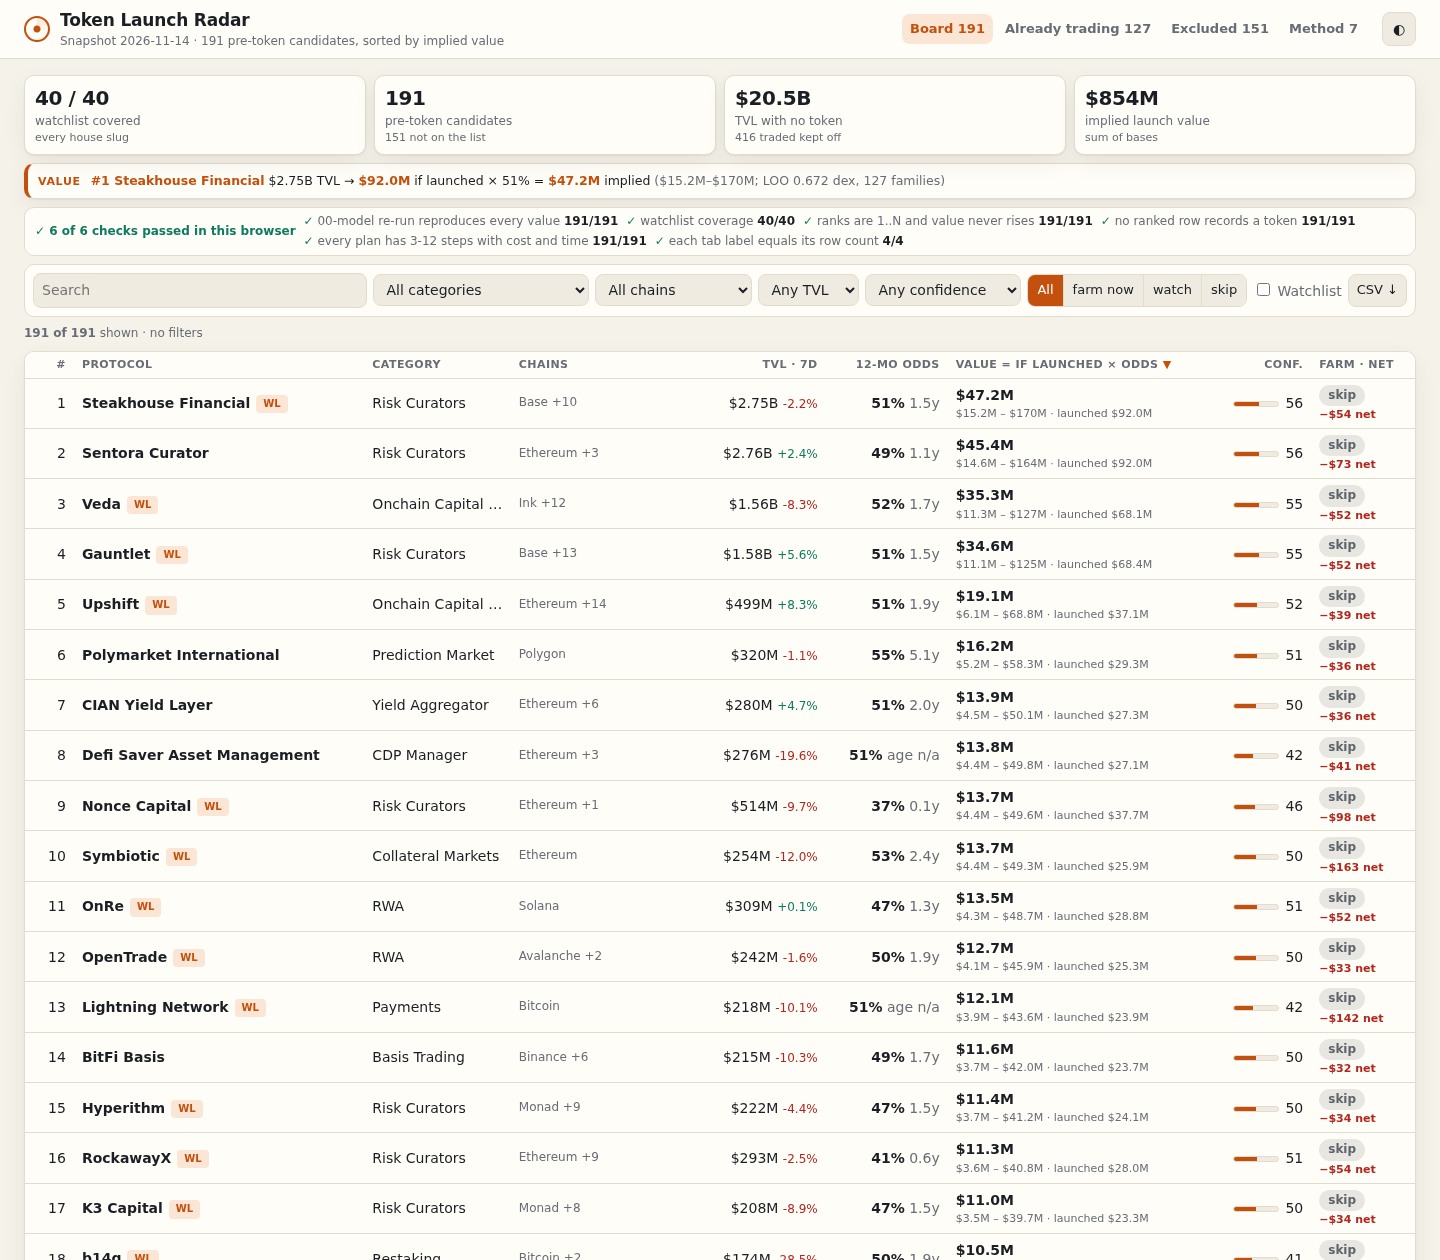 Token Launch Radar
Snapshot 2026-11-14 · 191 pre-token candidates, sorted by implied value
Board 191 Already trading 127 Excluded 151 Method 7
40 / 40
watchlist covered
every house slug
191
pre-token candidates
151 not on the list
$20.5B
TVL with no token
416 traded kept off
$854M
implied launch value
sum of bases
VALUE #1 Steakhouse Financial $2.75B TVL → $92.0M if launched × 51% = $47.2M implied ($15.2M–$170M; LOO 0.672 dex, 127 families)
✓ 6 of 6 checks passed in this browser
✓ 00-model re-run reproduces every value 191/191 ✓ watchlist coverage 40/40 ✓ ranks are 1..N and value never rises 191/191 ✓ no ranked row records a token 191/191
✓ every plan has 3-12 steps with cost and time 191/191 ✓ each tab label equals its row count 4/4
Search All categories All chains Any TVL Any confidence All farm now watch skip Watchlist CSV ↓
191 of 191 shown · no filters
# PROTOCOL CATEGORY CHAINS TVL · 7D 12-MO ODDS VALUE = IF LAUNCHED × ODDS ▼ CONF. FARM · NET
1 Steakhouse Financial WL Risk Curators Base +10 $2.75B -2.2% 51% 1.5y $47.2M 56 skip
$15.2M – $170M · launched $92.0M −$54 net
2 Sentora Curator Risk Curators Ethereum +3 $2.76B +2.4% 49% 1.1y $45.4M 56 skip
$14.6M – $164M · launched $92.0M −$73 net
3 Veda WL Onchain Capital … Ink +12 $1.56B -8.3% 52% 1.7y $35.3M 55 skip
$11.3M – $127M · launched $68.1M −$52 net
4 Gauntlet WL Risk Curators Base +13 $1.58B +5.6% 51% 1.5y $34.6M 55 skip
$11.1M – $125M · launched $68.4M −$52 net
5 Upshift WL Onchain Capital … Ethereum +14 $499M +8.3% 51% 1.9y $19.1M 52 skip
$6.1M – $68.8M · launched $37.1M −$39 net
6 Polymarket International Prediction Market Polygon $320M -1.1% 55% 5.1y $16.2M 51 skip
$5.2M – $58.3M · launched $29.3M −$36 net
7 CIAN Yield Layer Yield Aggregator Ethereum +6 $280M +4.7% 51% 2.0y $13.9M 50 skip
$4.5M – $50.1M · launched $27.3M −$36 net
8 Defi Saver Asset Management CDP Manager Ethereum +3 $276M -19.6% 51% age n/a $13.8M 42 skip
$4.4M – $49.8M · launched $27.1M −$41 net
9 Nonce Capital WL Risk Curators Ethereum +1 $514M -9.7% 37% 0.1y $13.7M 46 skip
$4.4M – $49.6M · launched $37.7M −$98 net
10 Symbiotic WL Collateral Markets Ethereum $254M -12.0% 53% 2.4y $13.7M 50 skip
$4.4M – $49.3M · launched $25.9M −$163 net
11 OnRe WL RWA Solana $309M +0.1% 47% 1.3y $13.5M 51 skip
$4.3M – $48.7M · launched $28.8M −$52 net
12 OpenTrade WL RWA Avalanche +2 $242M -1.6% 50% 1.9y $12.7M 50 skip
$4.1M – $45.9M · launched $25.3M −$33 net
13 Lightning Network WL Payments Bitcoin $218M -10.1% 51% age n/a $12.1M 42 skip
$3.9M – $43.6M · launched $23.9M −$142 net
14 BitFi Basis Basis Trading Binance +6 $215M -10.3% 49% 1.7y $11.6M 50 skip
$3.7M – $42.0M · launched $23.7M −$32 net
15 Hyperithm WL Risk Curators Monad +9 $222M -4.4% 47% 1.5y $11.4M 50 skip
$3.7M – $41.2M · launched $24.1M −$34 net
16 RockawayX WL Risk Curators Ethereum +9 $293M -2.5% 41% 0.6y $11.3M 51 skip
$3.6M – $40.8M · launched $28.0M −$54 net
17 K3 Capital WL Risk Curators Monad +8 $208M -8.9% 47% 1.5y $11.0M 50 skip
$3.5M – $39.7M · launched $23.3M −$34 net
18 b14g WL Restaking Bitcoin +2 $174M -28.5% 50% 1.9y $10.5M 41 skip